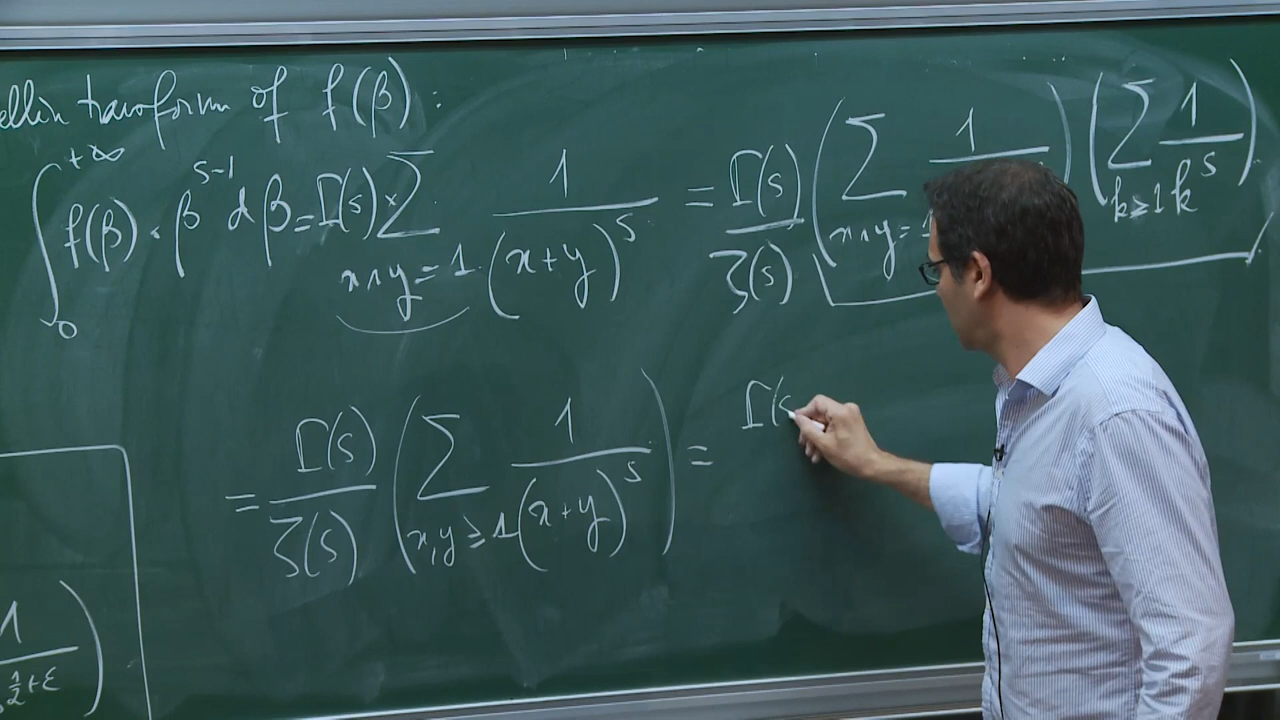 ellin transform of f(β) :
∫₀^{+∞} f(β) · β^{s-1} dβ = Γ(s) × Σ_{x∧y=1} 1/(x+y)^s = Γ(s)/ζ(s) (Σ_{x∧y=1} 1/ ) (Σ_{k≥1} 1/k^s)
= Γ(s)/ζ(s) (Σ_{x,y≥1} 1/(x+y)^s) = Γ(s
1/ ^{1/2+ε} )